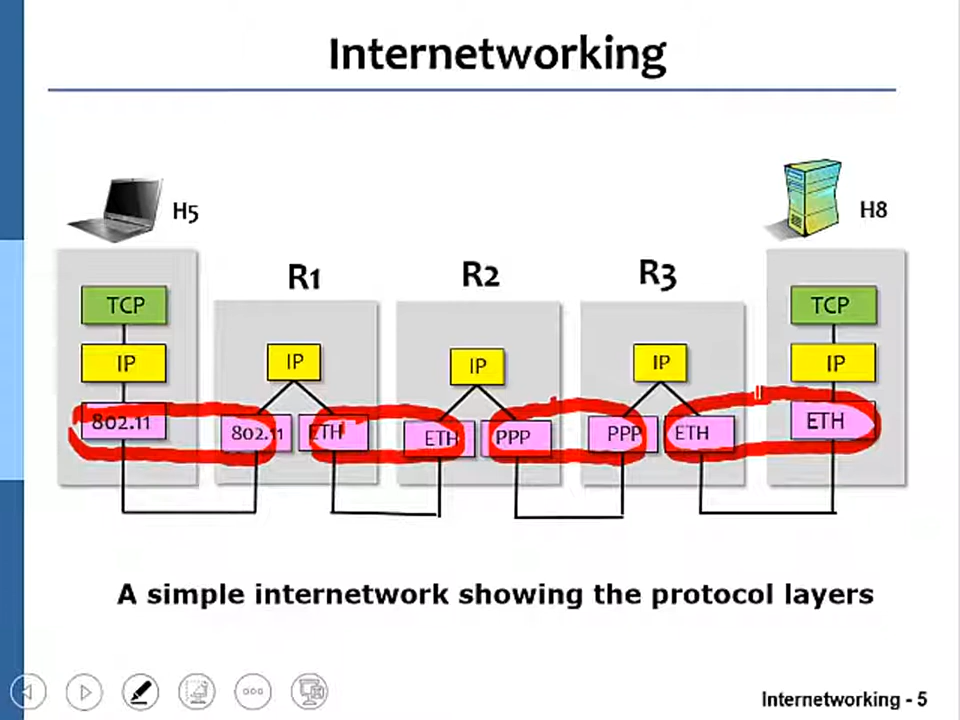 Internetworking
H5
H8
R1
R2
R3
TCP
TCP
IP
IP
IP
IP
IP
802.11
802.11
ETH
ETH
PPP
PPP
ETH
ETH
A simple internetwork showing the protocol layers
Internetworking - 5